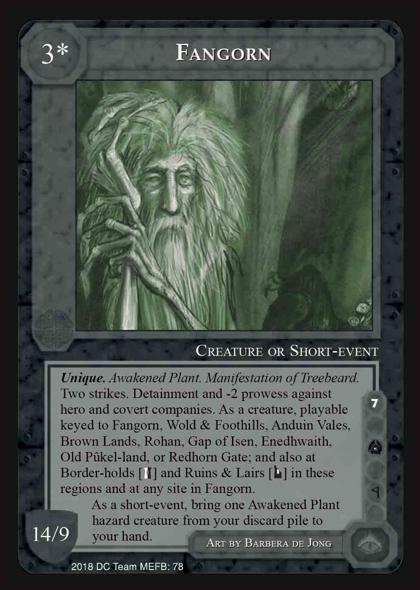 3*
FANGORN
CREATURE OR SHORT-EVENT
Unique. Awakened Plant. Manifestation of Treebeard.
Two strikes. Detainment and -2 prowess against
hero and covert companies. As a creature, playable
keyed to Fangorn, Wold & Foothills, Anduin Vales,
Brown Lands, Rohan, Gap of Isen, Enedhwaith,
Old Pûkel-land, or Redhorn Gate; and also at
Border-holds [ ] and Ruins & Lairs [ ] in these
regions and at any site in Fangorn.
As a short-event, bring one Awakened Plant
hazard creature from your discard pile to
your hand.
7
14/9
ART BY BARBERA DE JONG
2018 DC Team MEFB: 78